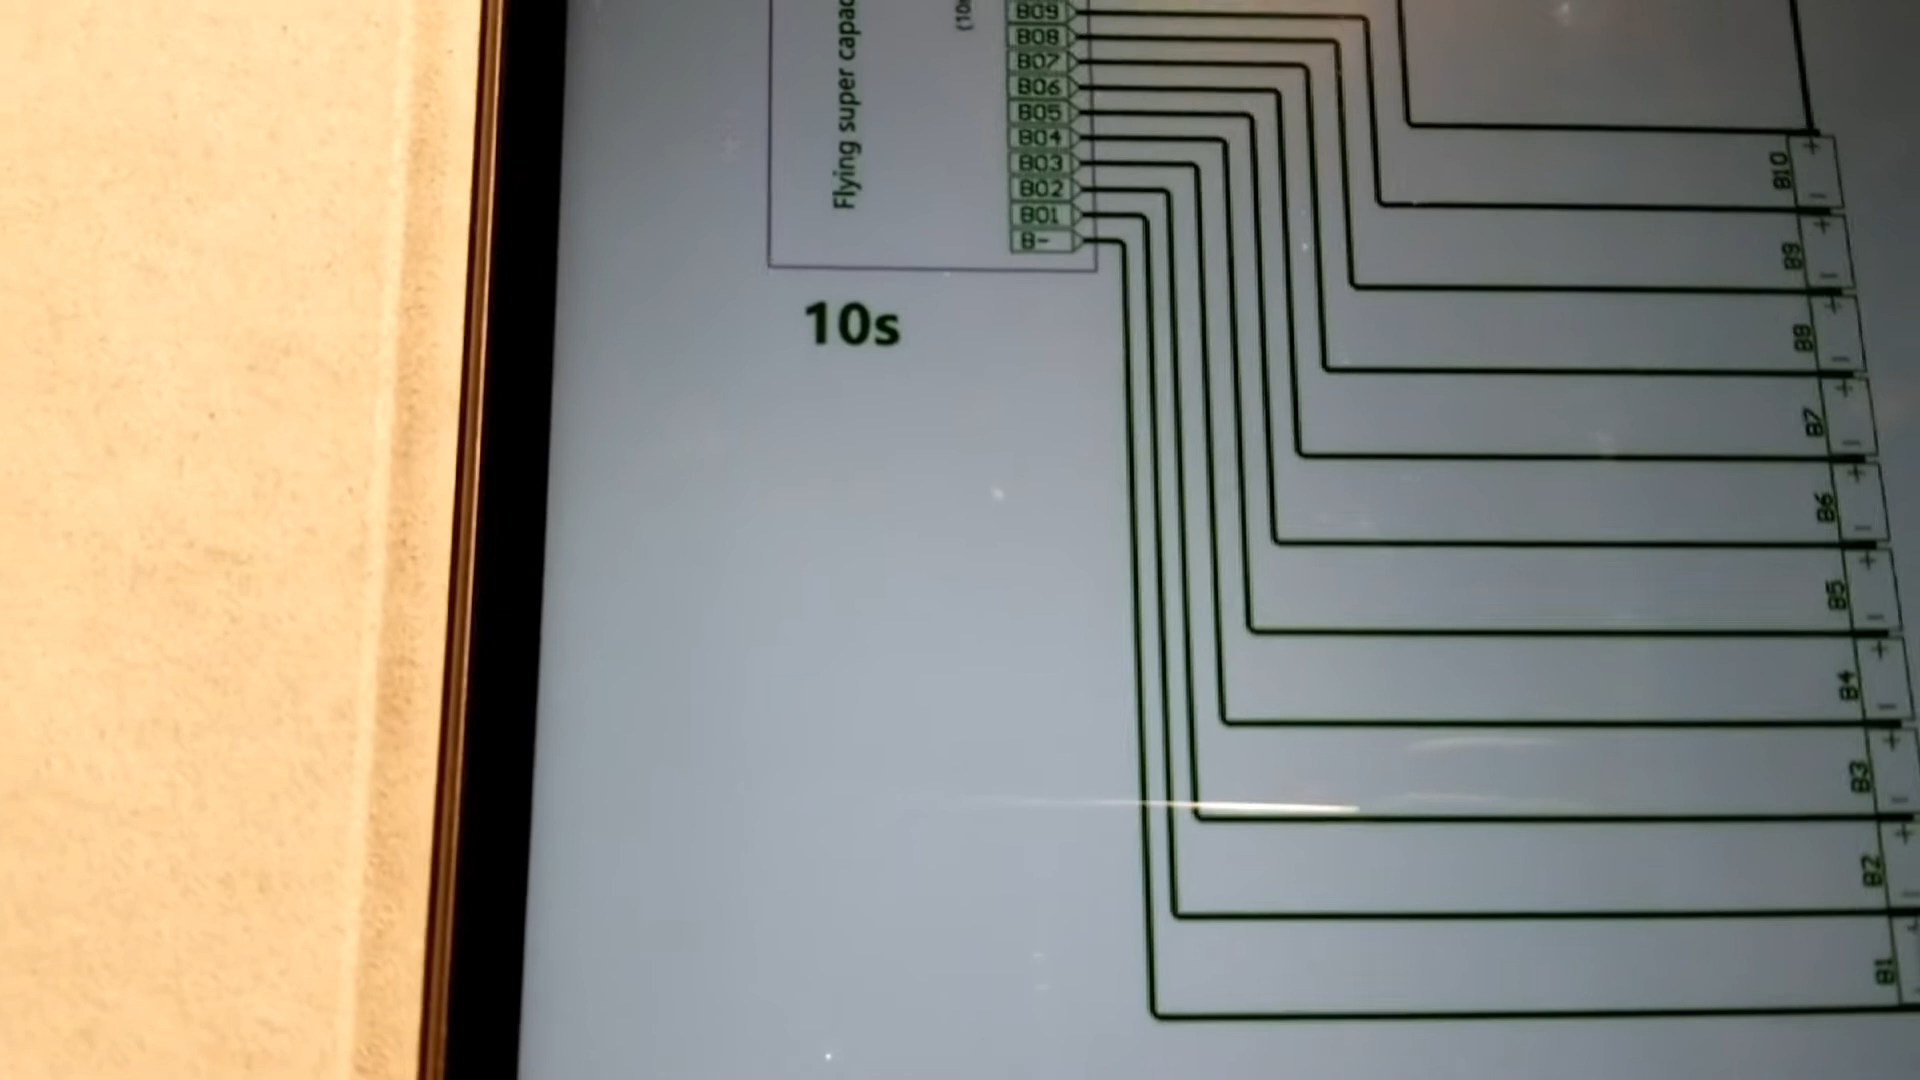 Flying super capac
(10
B09
B08
B07
B06
B05
B04
B03
B02
B01
B-
10s
B10
+
-
B9
+
-
B8
+
-
B7
+
-
B6
+
-
B5
+
-
B4
+
-
B3
+
-
B2
+
-
B1
+
-